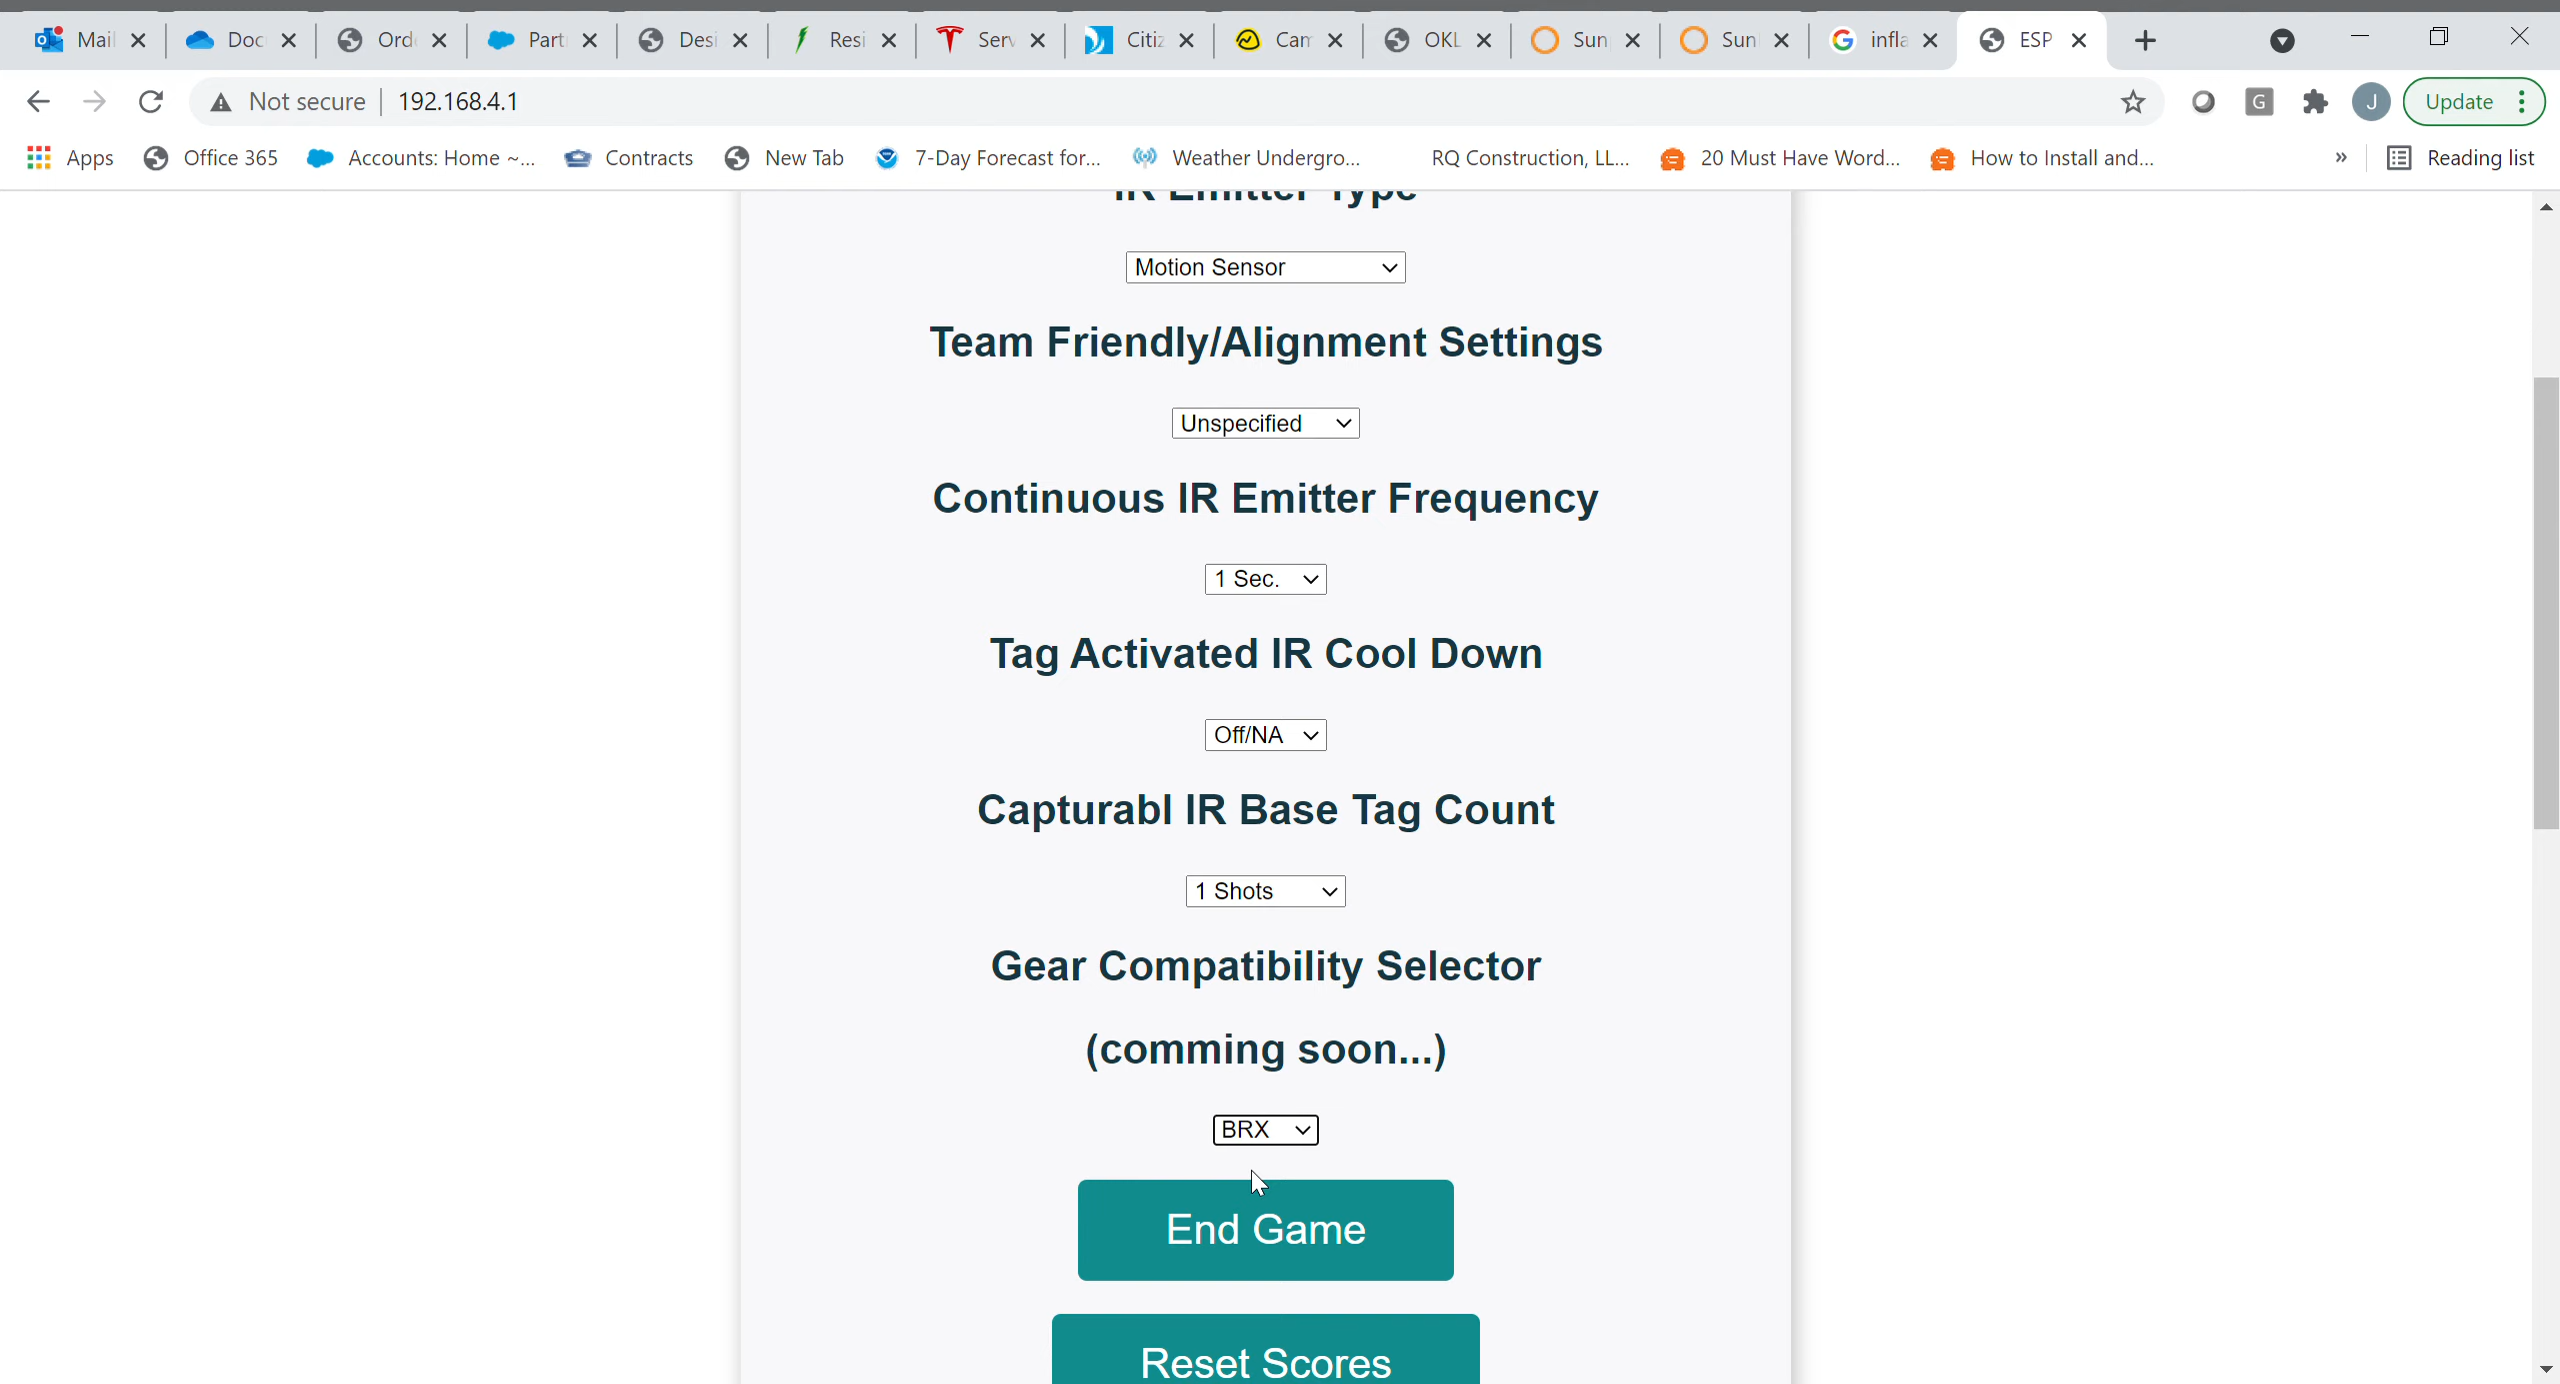 Mail Doc Ord Part Desi Resi Serv Citiz Cam OKL Sun Sun infla ESP
Not secure 192.168.4.1 G J Update
Apps Office 365 Accounts: Home ~... Contracts New Tab 7-Day Forecast for... Weather Undergro... RQ Construction, LL... 20 Must Have Word... How to Install and... » Reading list
IR Emitter Type
Motion Sensor
Team Friendly/Alignment Settings
Unspecified
Continuous IR Emitter Frequency
1 Sec.
Tag Activated IR Cool Down
Off/NA
Capturabl IR Base Tag Count
1 Shots
Gear Compatibility Selector
(comming soon...)
BRX
End Game
Reset Scores